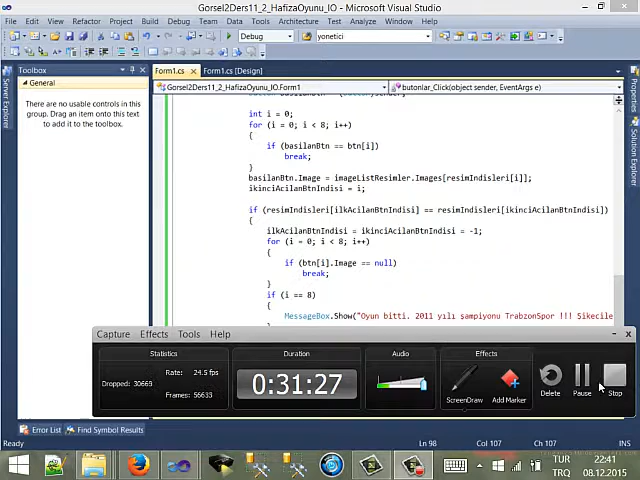 Gorsel2Ders11_2_HafizaOyunu_IO - Microsoft Visual Studio
File Edit View Refactor Project Build Debug Team Data Tools Architecture Test Analyze Window Help
Debug yonetici
Toolbox
General
There are no usable controls in this
group. Drag an item onto this text
to add it to the toolbox.
Server Explorer
Form1.cs Form1.cs [Design]
Gorsel2Ders11_2_HafizaOyunu_IO.Form1 butonlar_Click(object sender, EventArgs e)
int i = 0;
for (i = 0; i < 8; i++)
{
if (basilanBtn == btn[i])
break;
}
basilanBtn.Image = imageListResimler.Images[resimIndisleri[i]];
ikinciAcilanBtnIndisi = i;
if (resimIndisleri[ilkAcilanBtnIndisi] == resimIndisleri[ikinciAcilanBtnIndisi])
{
ilkAcilanBtnIndisi = ikinciAcilanBtnIndisi = -1;
for (i = 0; i < 8; i++)
{
if (btn[i].Image == null)
break;
}
if (i == 8)
{
MessageBox.Show("Oyun bitti. 2011 yılı şampiyonu TrabzonSpor !!! Sikecile
Properties
Solution Explorer
Capture Effects Tools Help
Statistics
Rate: 24.5 fps
Dropped: 30669
Frames: 56633
Duration
0:31:27
Audio
Effects
ScreenDraw Add Marker
Delete Pause Stop
Error List Find Symbol Results
Ready Ln 98 Col 107 Ch 107 INS
TUR 22:41
TRQ 08.12.2015